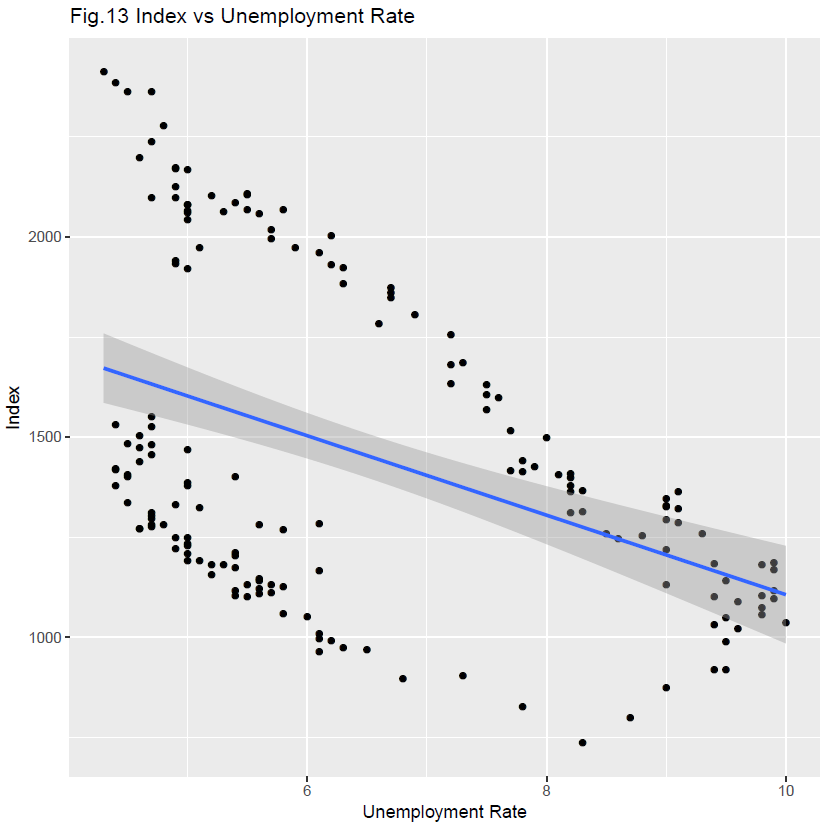 Fig.13 Index vs Unemployment Rate
2000
1500
1000
Index
6 8 10
Unemployment Rate